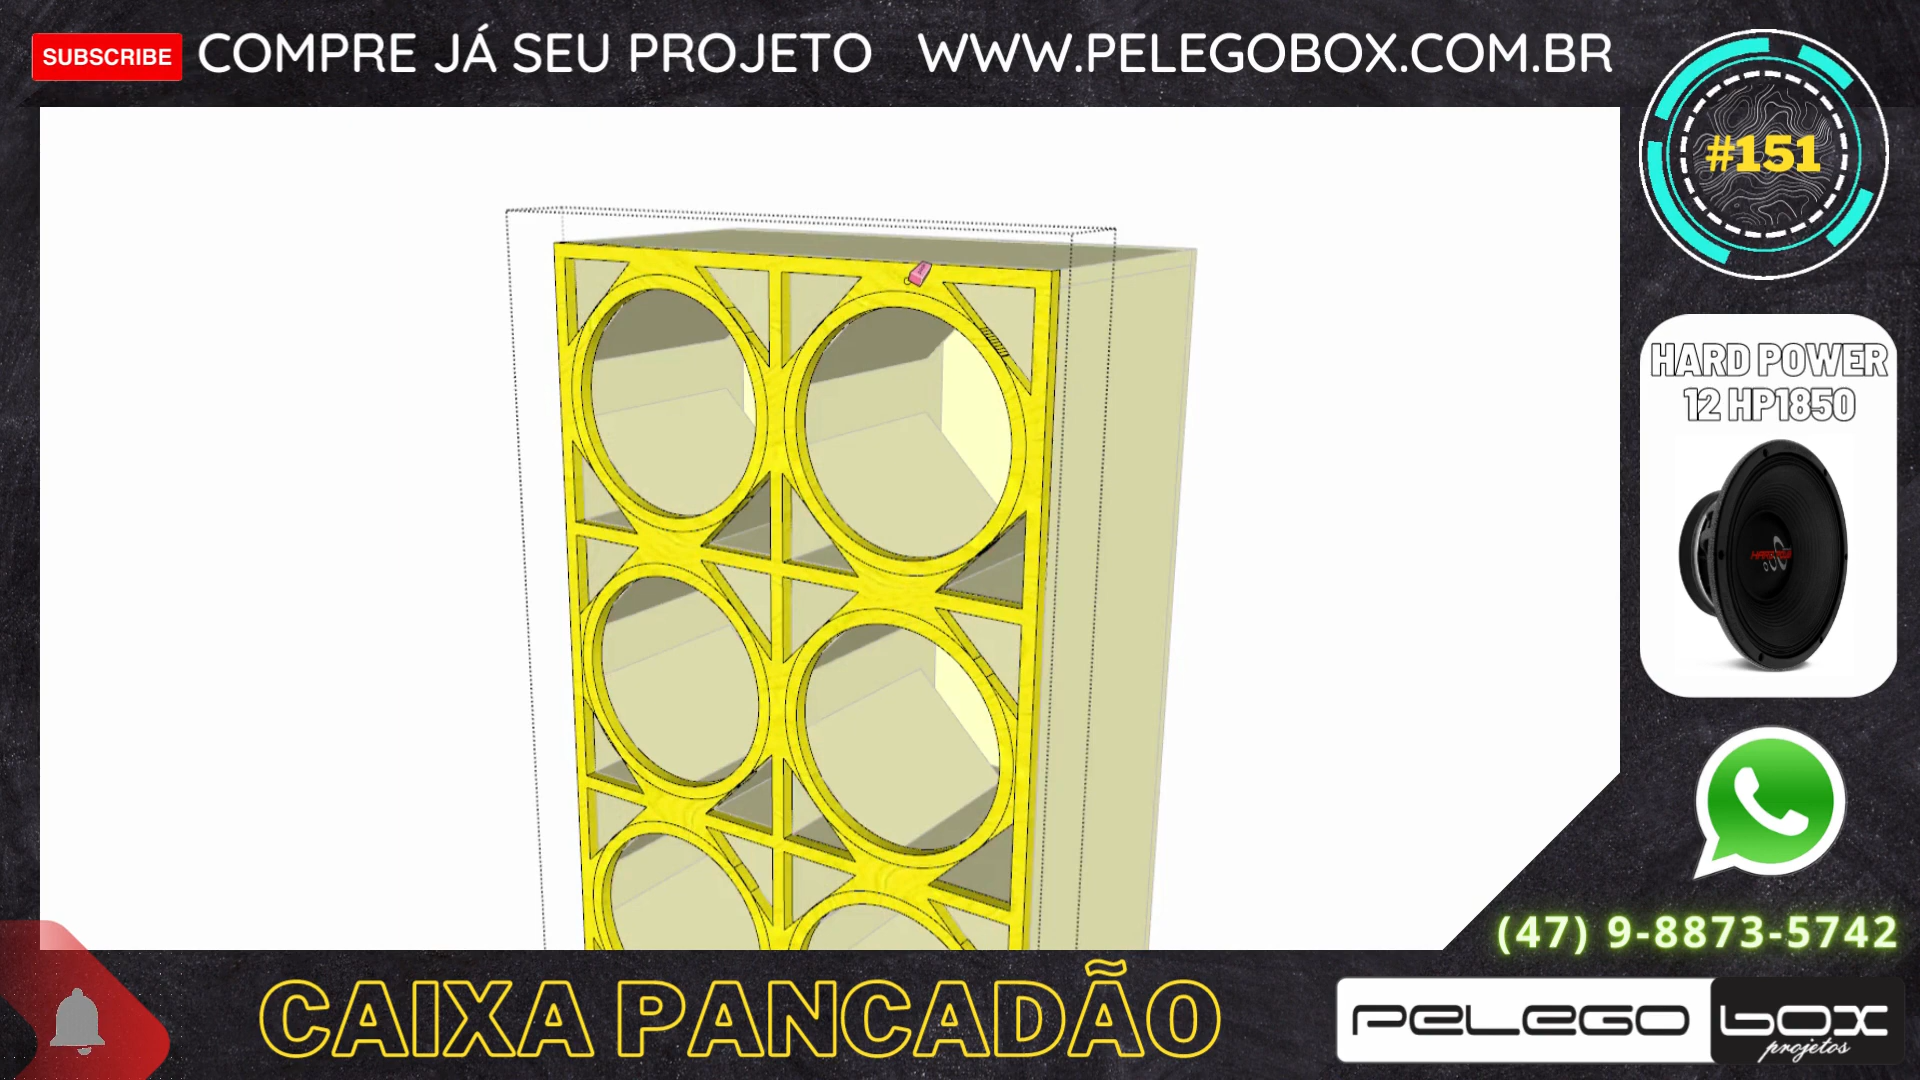 SUBSCRIBE COMPRE JÁ SEU PROJETO WWW.PELEGOBOX.COM.BR
#151
HARD POWER
12 HP1850
(47) 9-8873-5742
CAIXA PANCADÃO
PELEGO box
projetos